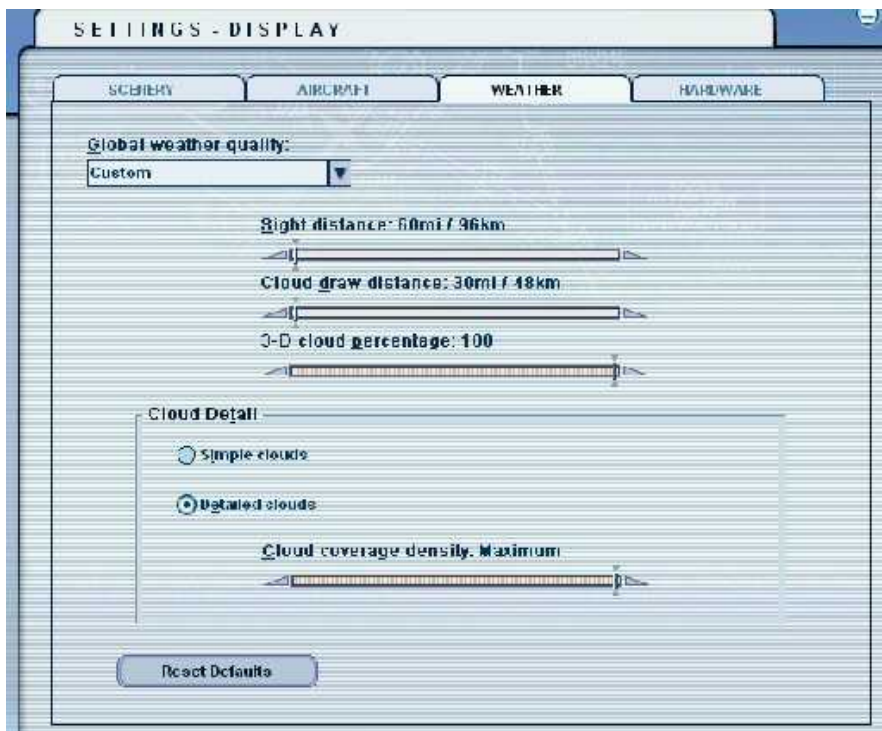 SETTINGS - DISPLAY
SCENERY AIRCRAFT WEATHER HARDWARE
Global weather quality:
Custom
Sight distance: 60mi / 96km
Cloud draw distance: 30mi / 48km
3-D cloud percentage: 100
Cloud Detail
Simple clouds
Detailed clouds
Cloud coverage density: Maximum
Reset Defaults